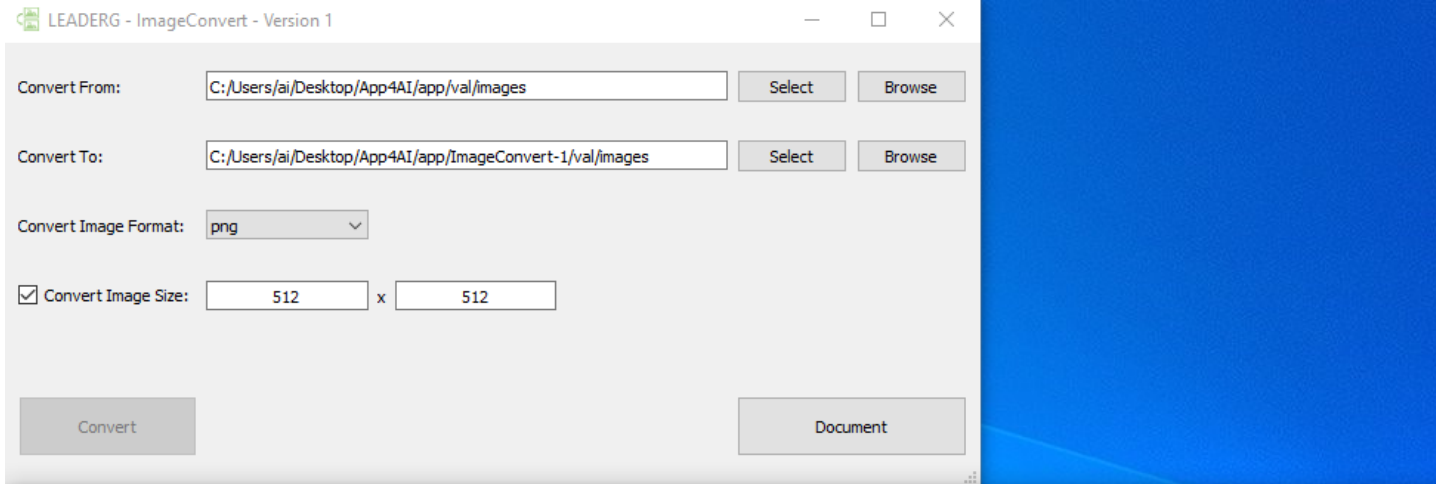 LEADERG - ImageConvert - Version 1
Convert From: C:/Users/ai/Desktop/App4AI/app/val/images Select Browse
Convert To: C:/Users/ai/Desktop/App4AI/app/ImageConvert-1/val/images Select Browse
Convert Image Format: png
Convert Image Size: 512 x 512
Convert Document